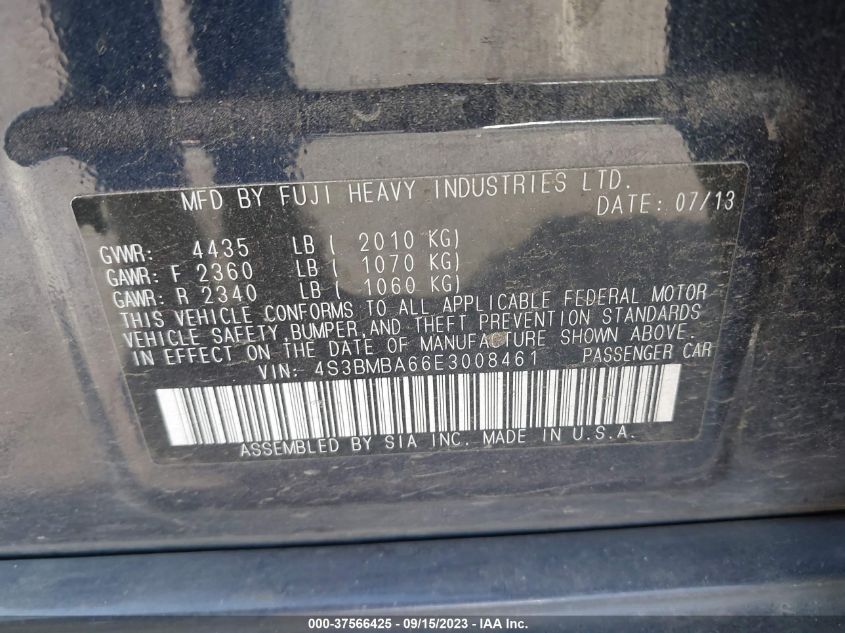 MFD BY FUJI HEAVY INDUSTRIES LTD.
DATE: 07/13
GVWR: 4435 LB ( 2010 KG)
GAWR: F 2360 LB ( 1070 KG)
GAWR: R 2340 LB ( 1060 KG)
THIS VEHICLE CONFORMS TO ALL APPLICABLE FEDERAL MOTOR
VEHICLE SAFETY BUMPER, AND THEFT PREVENTION STANDARDS
IN EFFECT ON THE DATE OF MANUFACTURE SHOWN ABOVE.
VIN: 4S3BMBA66E3008461 PASSENGER CAR
ASSEMBLED BY SIA INC. MADE IN U.S.A.
000-37566425 - 09/15/2023 - Copyright © 2023 IAA, Inc.